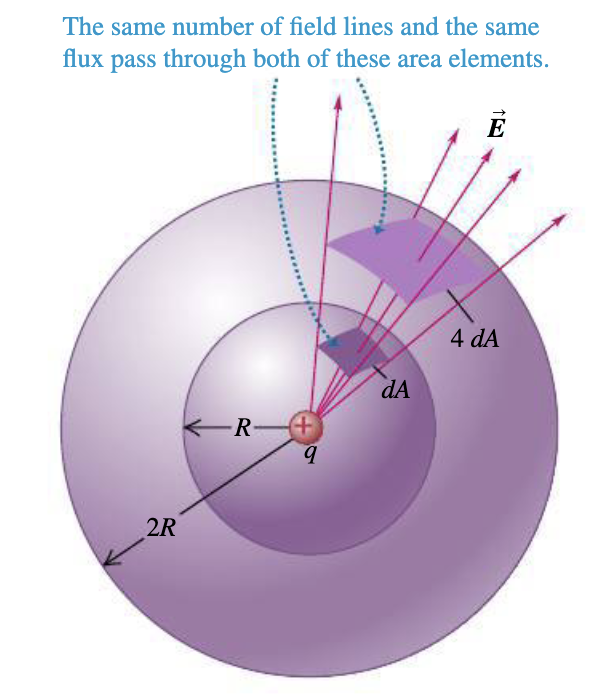 The same number of field lines and the same
flux pass through both of these area elements.
E⃗
4 dA
dA
R
+
q
2R